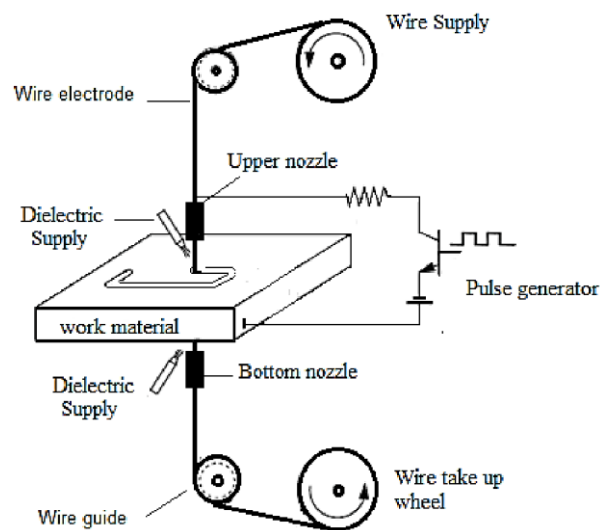 Wire Supply
Wire electrode
Upper nozzle
Dielectric
Supply
Pulse generator
work material
Dielectric
Supply
Bottom nozzle
Wire take up
wheel
Wire guide